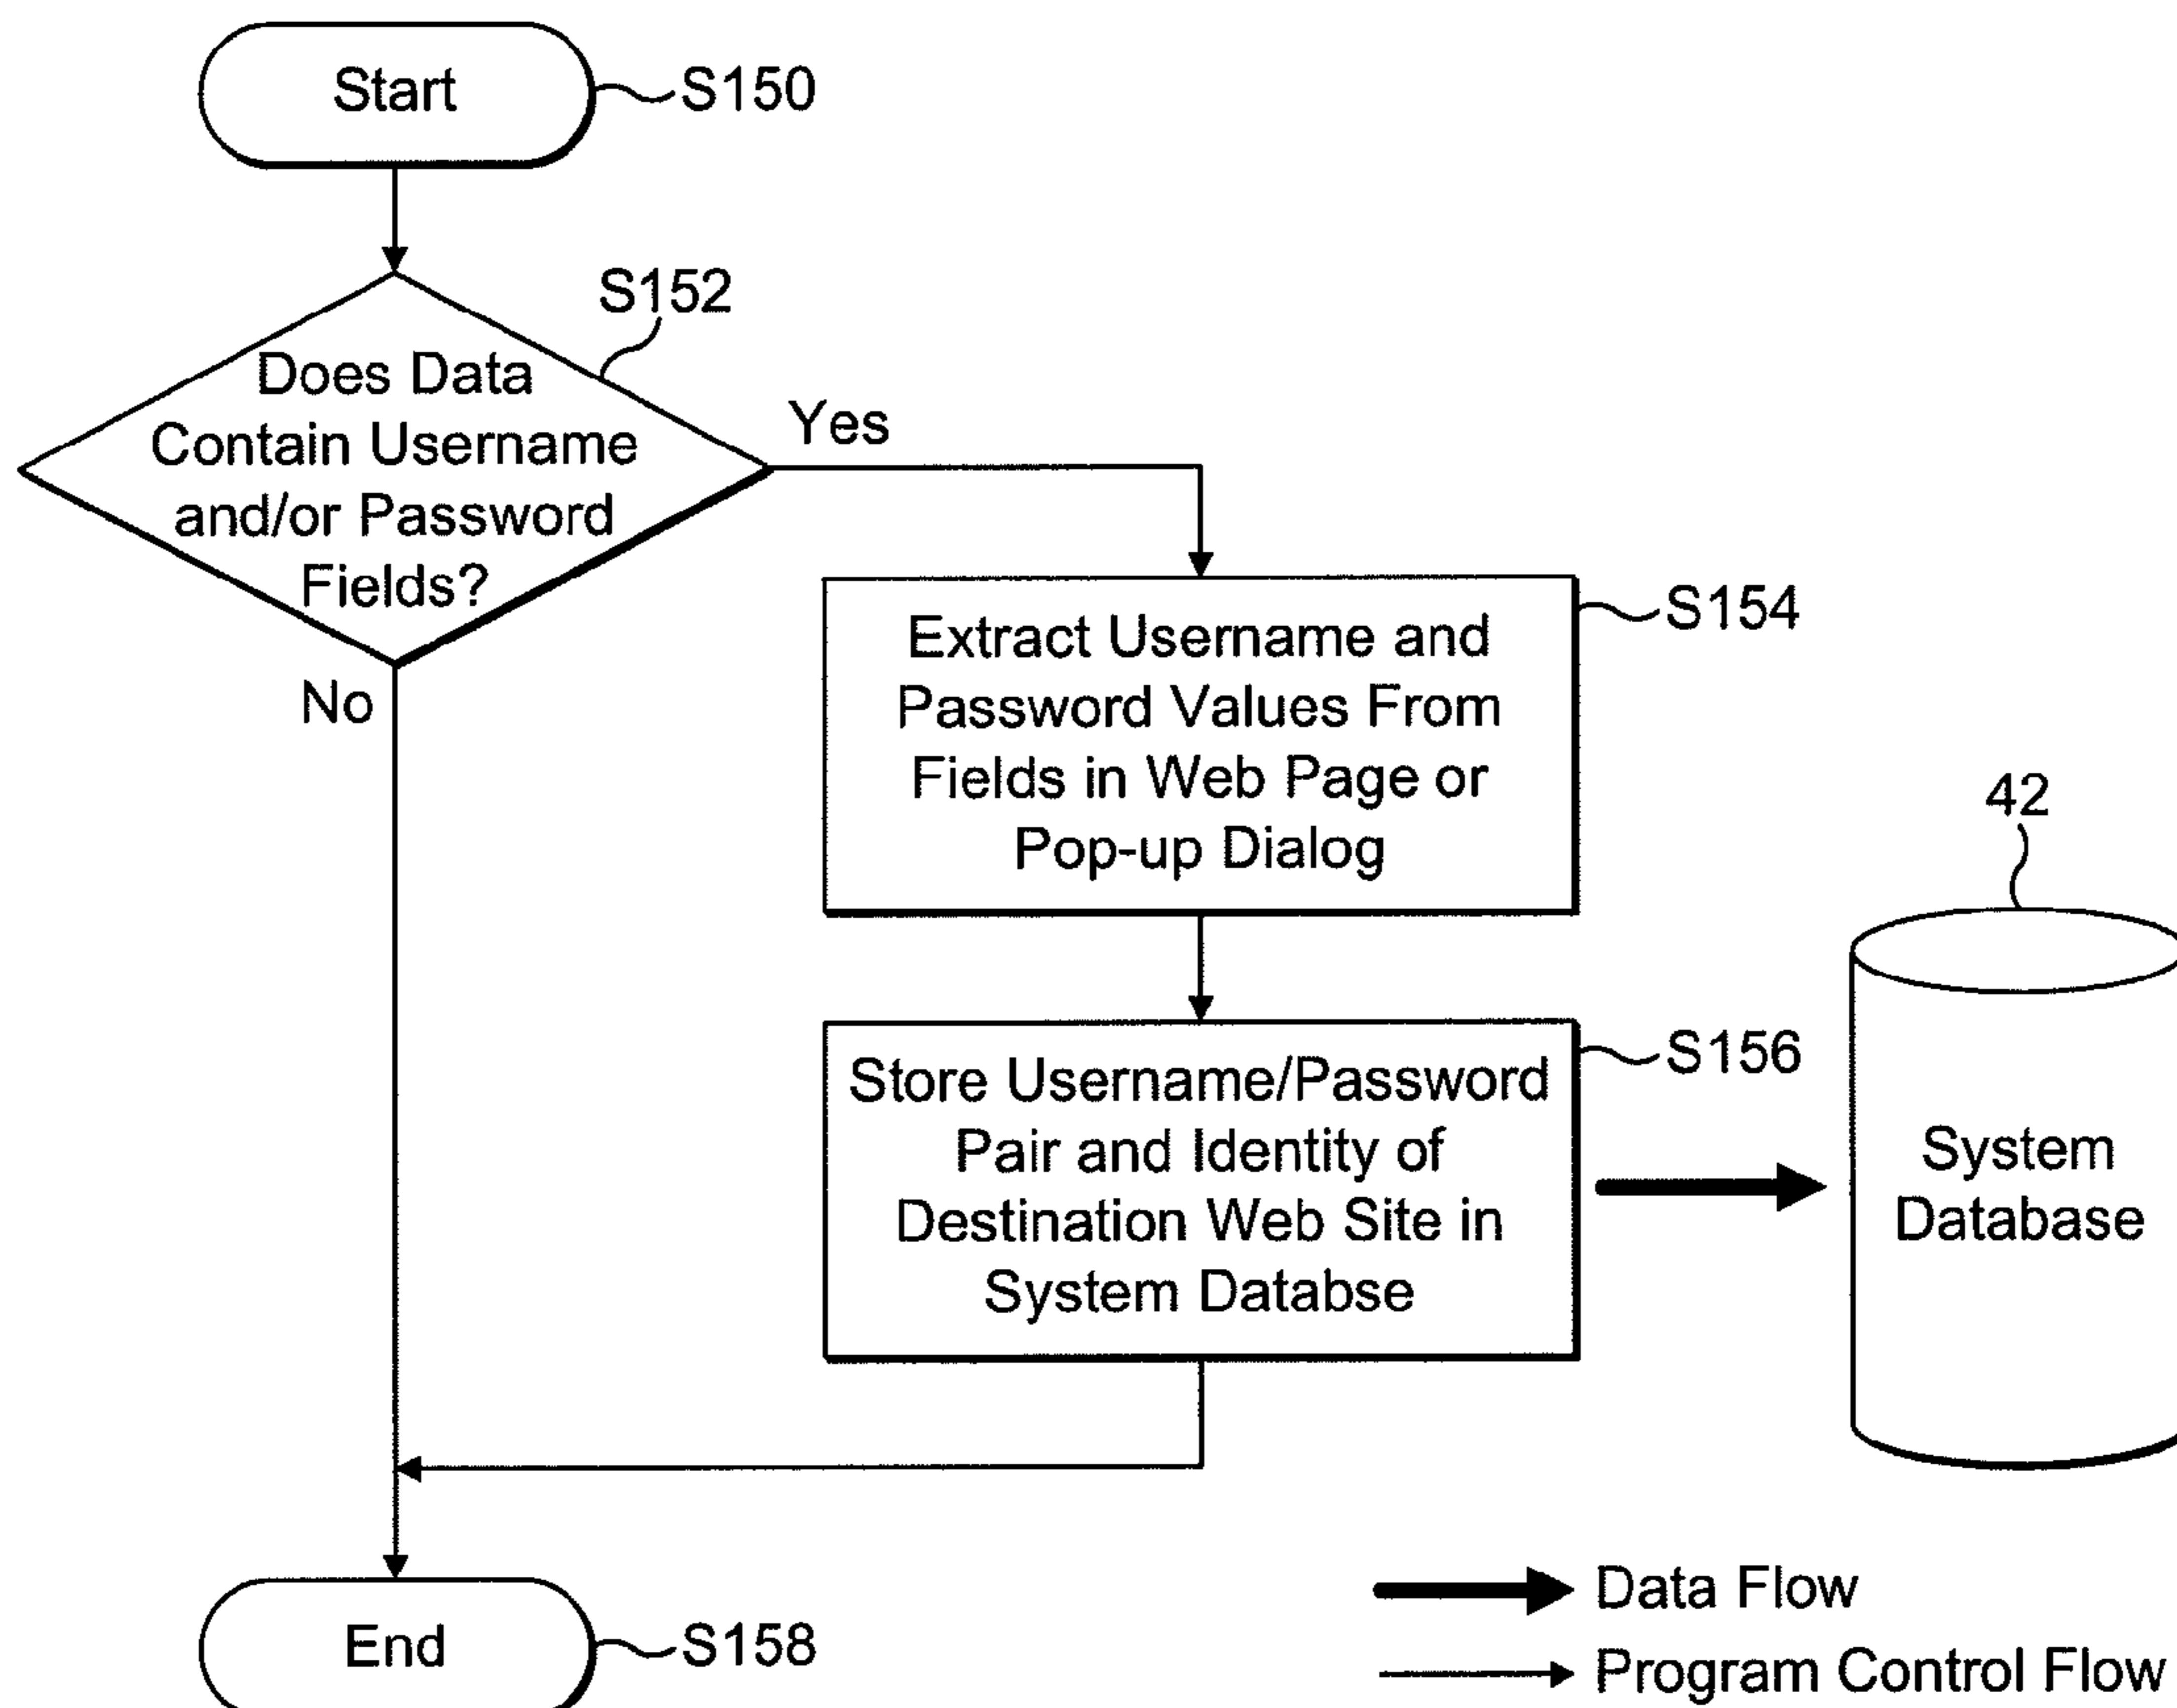 Start
S150
S152
Does Data
Contain Username
and/or Password
Fields?
Yes
No
Extract Username and
Password Values From
Fields in Web Page or
Pop-up Dialog
S154
Store Username/Password
Pair and Identity of
Destination Web Site in
System Databse
S156
42
System
Database
End
S158
Data Flow
Program Control Flow